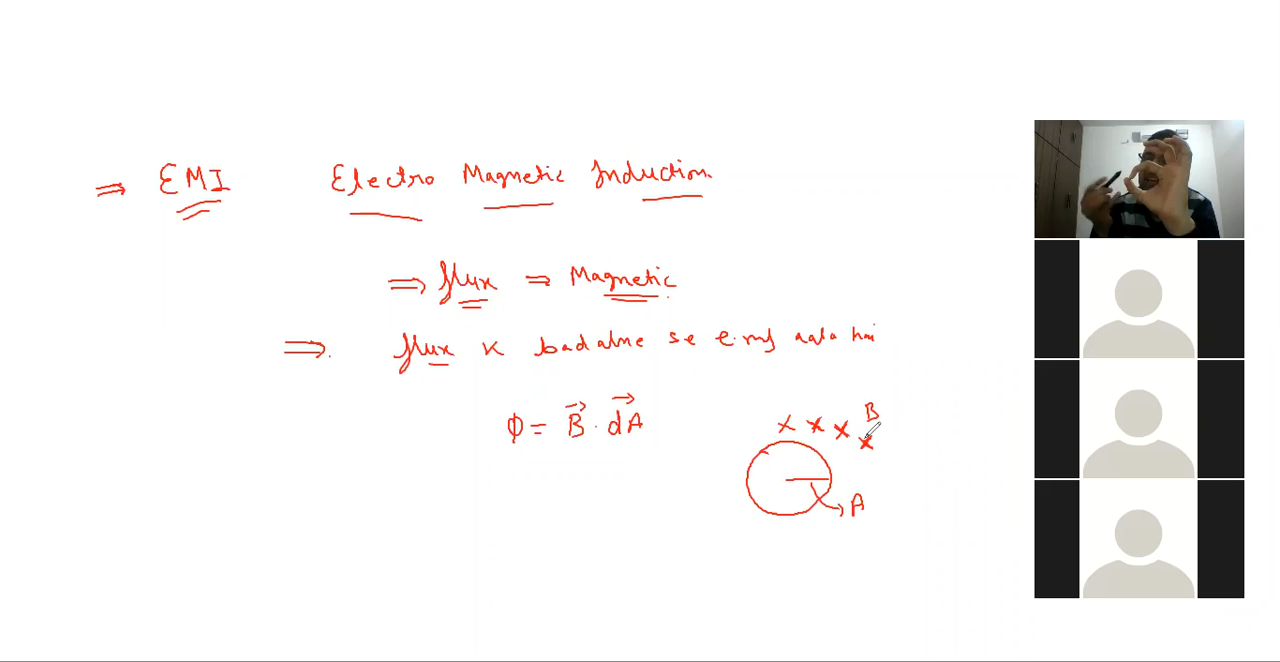 ⇒ EMI Electro Magnetic Induction.
⇒ flux ⇒ Magnetic.
⇒ flux K badalne se e.mf aata hai
Φ = B⃗ · dA⃗
B
x x x x
A